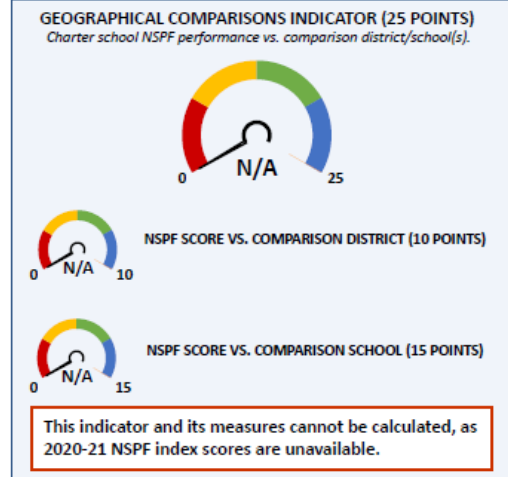 GEOGRAPHICAL COMPARISONS INDICATOR (25 POINTS)
Charter school NSPF performance vs. comparison district/school(s).
N/A
0 25
NSPF SCORE VS. COMPARISON DISTRICT (10 POINTS)
N/A
0 10
NSPF SCORE VS. COMPARISON SCHOOL (15 POINTS)
N/A
0 15
This indicator and its measures cannot be calculated, as
2020-21 NSPF index scores are unavailable.